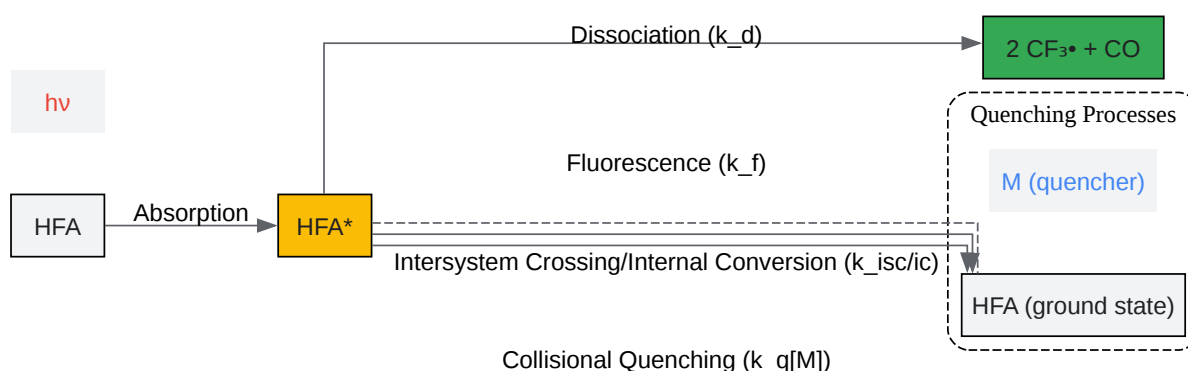 Dissociation (k_d)
2 CF₃• + CO
hν
Quenching Processes
Fluorescence (k_f)
M (quencher)
HFA
Absorption
HFA*
Intersystem Crossing/Internal Conversion (k_isc/ic)
HFA (ground state)
Collisional Quenching (k_q[M])